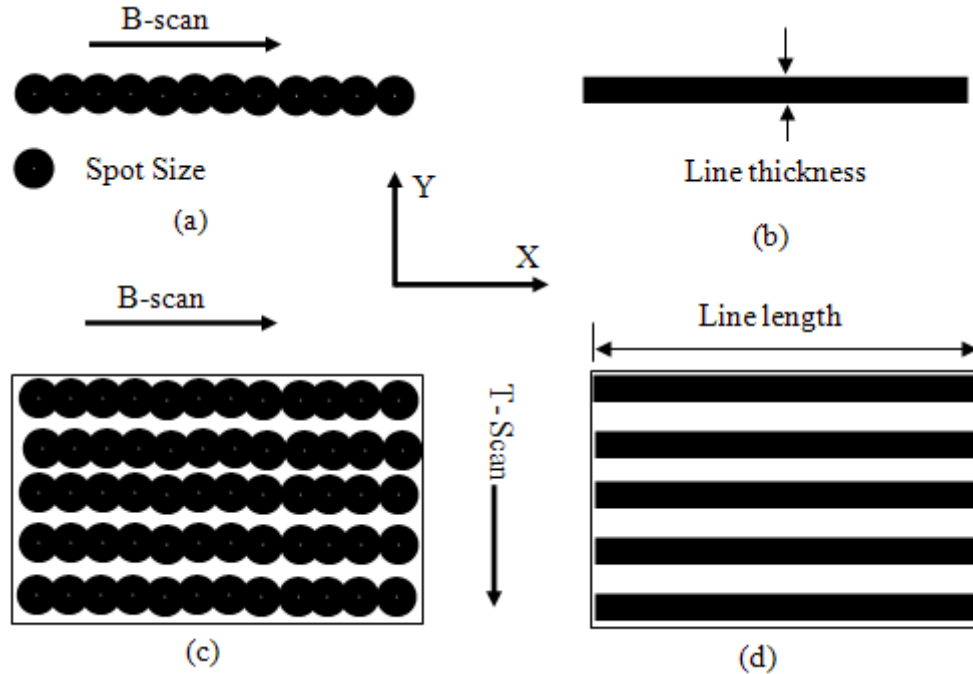 B-scan
Spot Size
(a)
Line thickness
(b)
Y
X
B-scan
T-Scan
(c)
Line length
(d)